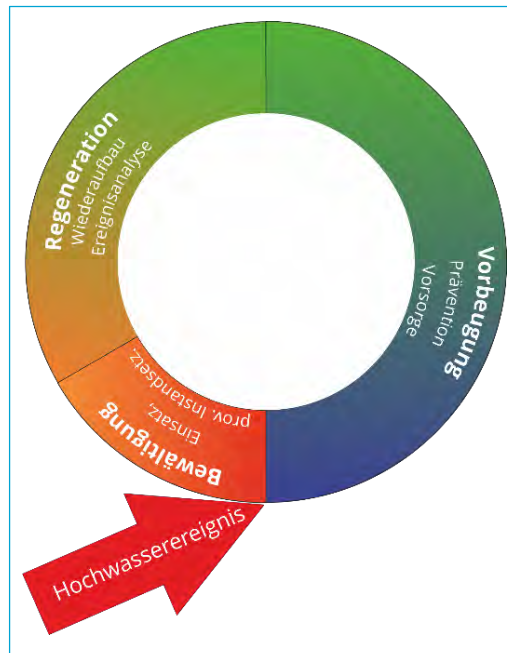 Regeneration
Wiederaufbau
Ereignisanalyse
Vorbeugung
Prävention
Vorsorge
Bewältigung
Einsatz,
prov. Instandsetz.
Hochwasserereignis